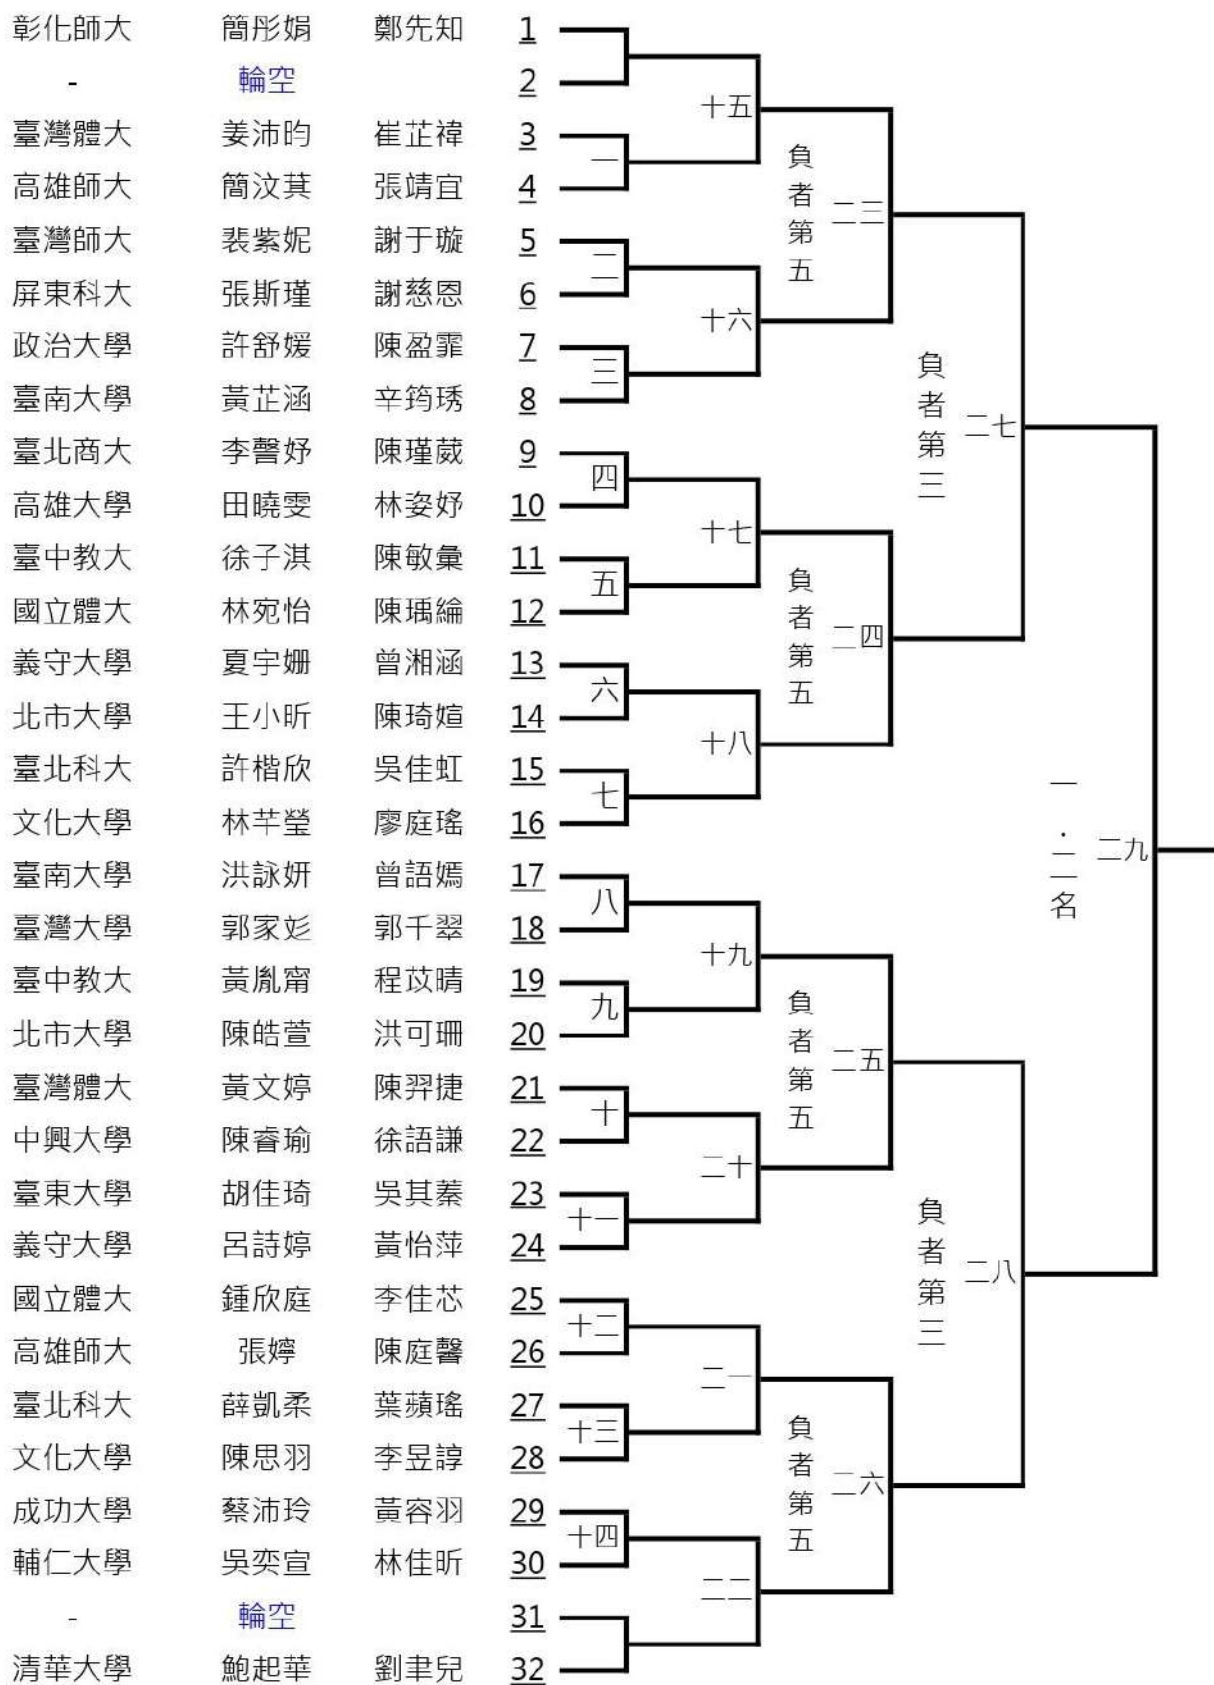 彰化師大 簡彤娟 鄭先知 1
- 輪空 2
十五
臺灣體大 姜沛昀 崔芷禕 3
一
高雄師大 簡汶萁 張靖宜 4
負者第五
二三
臺灣師大 裴紫妮 謝于璇 5
二
屏東科大 張斯瑾 謝慈恩 6
十六
政治大學 許舒媛 陳盈霏 7
三
臺南大學 黃芷涵 辛筠琇 8
負者第三
二七
臺北商大 李謦妤 陳瑾葳 9
四
高雄大學 田曉雯 林姿妤 10
十七
臺中教大 徐子淇 陳敏彙 11
五
國立體大 林宛怡 陳瑀綸 12
負者第五
二四
義守大學 夏宇姍 曾湘涵 13
六
北市大學 王小昕 陳琦媗 14
十八
臺北科大 許楷欣 吳佳虹 15
七
文化大學 林芊瑩 廖庭瑤 16
一.二名
二九
臺南大學 洪詠妍 曾語嫣 17
八
臺灣大學 郭家彣 郭千翠 18
十九
臺中教大 黃胤甯 程苡晴 19
九
北市大學 陳皓萱 洪可珊 20
負者第五
二五
臺灣體大 黃文婷 陳羿捷 21
十
中興大學 陳睿瑜 徐語謙 22
二十
臺東大學 胡佳琦 吳其蓁 23
十一
義守大學 呂詩婷 黃怡萍 24
負者第三
二八
國立體大 鍾欣庭 李佳芯 25
十二
高雄師大 張嬣 陳庭馨 26
二一
臺北科大 薛凱柔 葉蘋瑤 27
十三
文化大學 陳思羽 李昱諄 28
負者第五
二六
成功大學 蔡沛玲 黃容羽 29
十四
輔仁大學 吳奕宣 林佳昕 30
二二
- 輪空 31
清華大學 鮑起華 劉聿兒 32